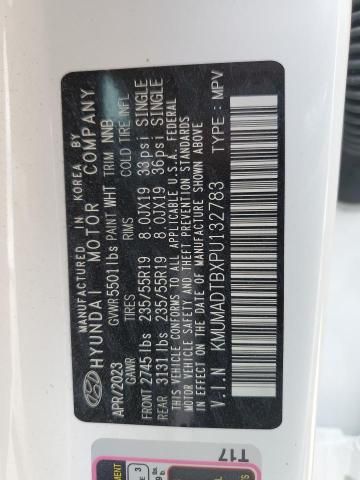 MANUFACTURED IN KOREA BY
HYUNDAI MOTOR COMPANY
APR/2023 GVWR 5501 lbs PAINT WHT TRIM NNB
GAWR TIRES RIMS COLD TIRE INFL
FRONT 2745 lbs 235/55R19 8.0JX19 33psi SINGLE
REAR 3131 lbs 235/55R19 8.0JX19 36psi SINGLE
THIS VEHICLE CONFORMS TO ALL APPLICABLE U.S.A. FEDERAL
MOTOR VEHICLE SAFETY AND THEFT PREVENTION STANDARDS
IN EFFECT ON THE DATE OF MANUFACTURE SHOWN ABOVE
V.I.N KMUMADTBXPU132783 TYPE: MPV
T17